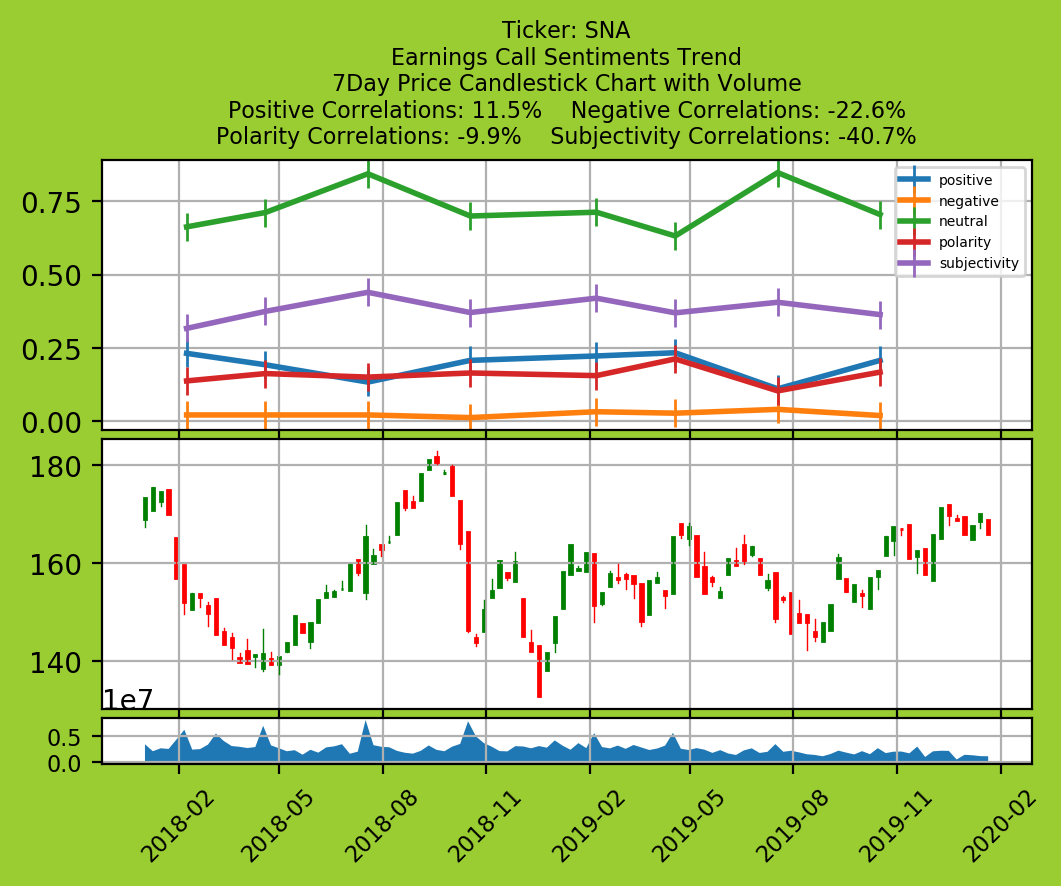 Ticker: SNA
Earnings Call Sentiments Trend
7Day Price Candlestick Chart with Volume
Positive Correlations: 11.5%    Negative Correlations: -22.6%
Polarity Correlations: -9.9%    Subjectivity Correlations: -40.7%
positive
negative
neutral
polarity
subjectivity
0.75
0.50
0.25
0.00
180
160
140
1e7
0.5
0.0
2018-02
2018-05
2018-08
2018-11
2019-02
2019-05
2019-08
2019-11
2020-02